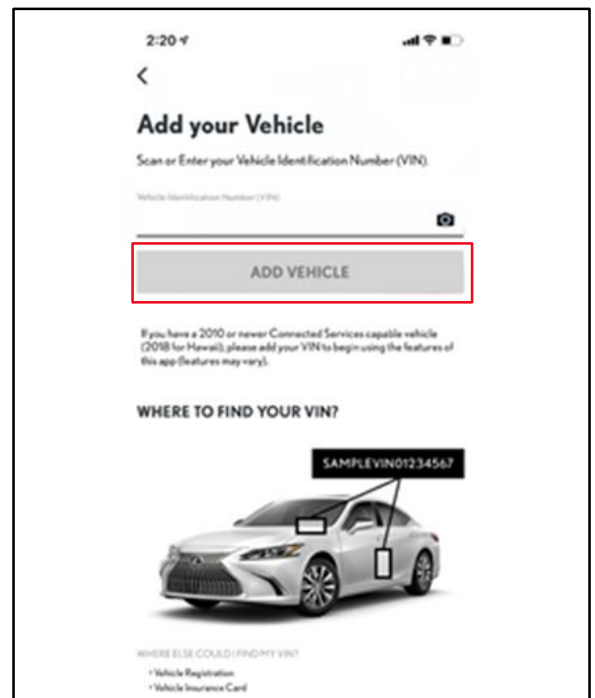 2:20
Add your Vehicle
Scan or Enter your Vehicle Identification Number (VIN).
Vehicle Identification Number (VIN)
ADD VEHICLE
If you have a 2010 or newer Connected Services capable vehicle
(2018 for Hawaii), please add your VIN to begin using the features of
this app (features may vary).
WHERE TO FIND YOUR VIN?
SAMPLEVIN01234567
WHERE ELSE COULD I FIND MY VIN?
• Vehicle Registration
• Vehicle Insurance Card